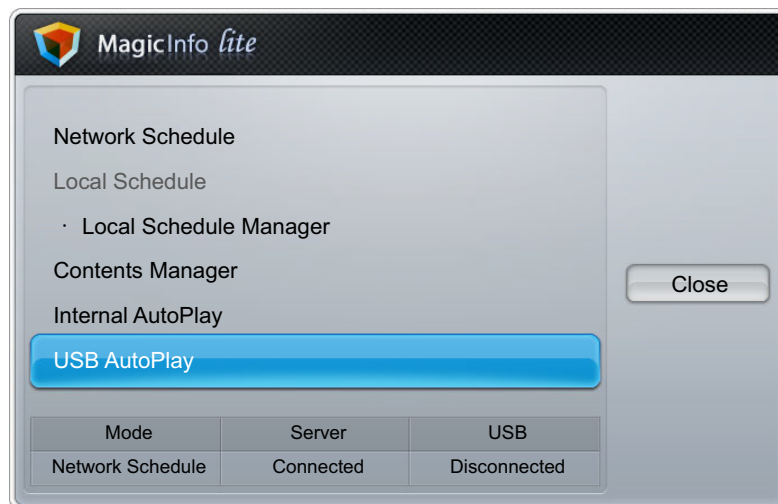 MagicInfo lite
Network Schedule
Local Schedule
· Local Schedule Manager
Contents Manager
Internal AutoPlay
USB AutoPlay
Close
Mode Server USB
Network Schedule Connected Disconnected